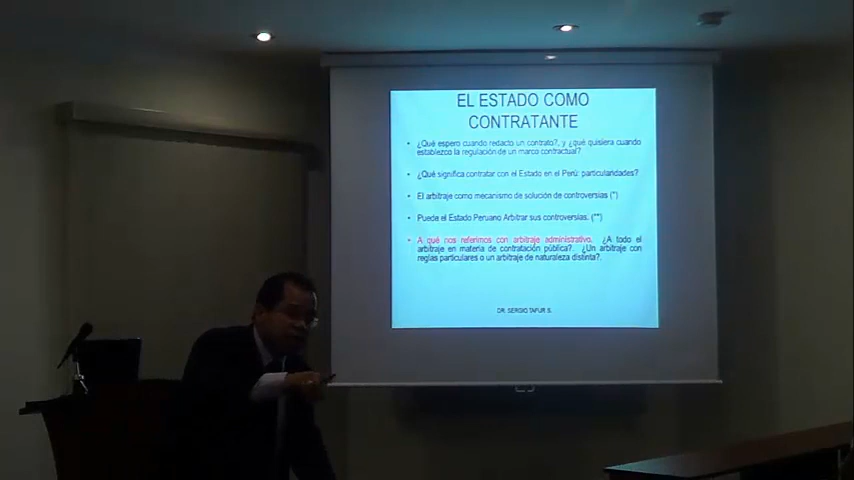 EL ESTADO COMO
CONTRATANTE
• ¿Qué espero cuando redacto un contrato?, y ¿qué quisiera cuando
establezco la regulación de un marco contractual?
• ¿Qué significa contratar con el Estado en el Perú: particularidades?
• El arbitraje como mecanismo de solución de controversias (*)
• Puede el Estado Peruano Arbitrar sus controversias. (**)
• A qué nos referimos con arbitraje administrativo. ¿A todo el
arbitraje en materia de contratación pública? ¿Un arbitraje con
reglas particulares o un arbitraje de naturaleza distinta?.
DR. SERGIO TAFUR S.